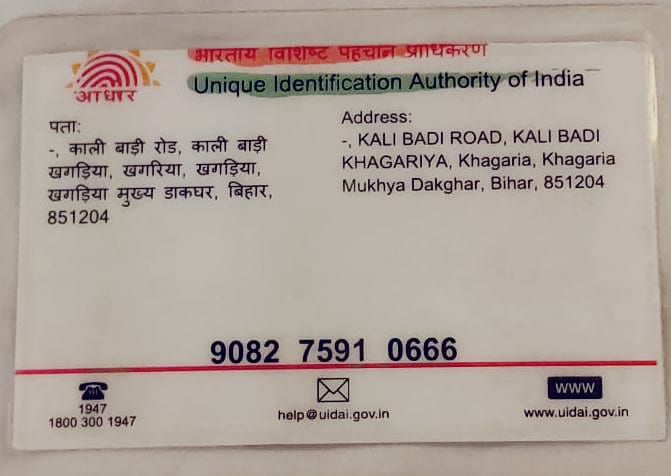 भारतीय विशिष्ट पहचान प्राधिकरण
Unique Identification Authority of India
आधार
पता:
-, काली बाड़ी रोड, काली बाड़ी
खगड़िया, खगरिया, खगड़िया,
खगड़िया मुख्य डाकघर, बिहार,
851204
Address:
-, KALI BADI ROAD, KALI BADI
KHAGARIYA, Khagaria, Khagaria
Mukhya Dakghar, Bihar, 851204
9082 7591 0666
1947
1800 300 1947
help@uidai.gov.in
www
www.uidai.gov.in